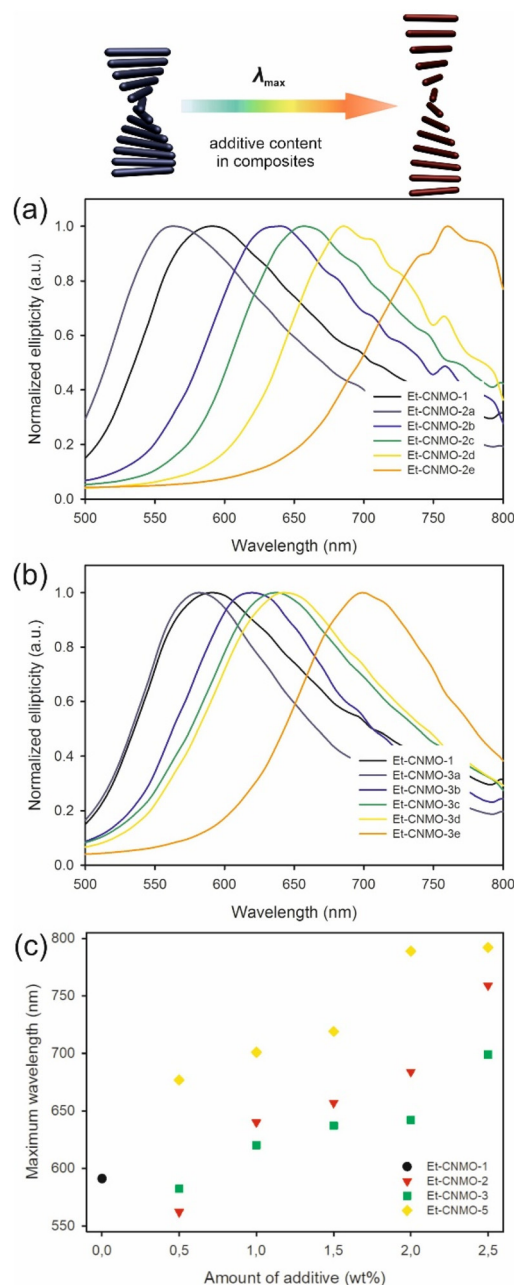 λmax
additive content
in composites
(a)
Normalized ellipticity (a.u.)
1.0
0.8
0.6
0.4
0.2
0.0
Et-CNMO-1
Et-CNMO-2a
Et-CNMO-2b
Et-CNMO-2c
Et-CNMO-2d
Et-CNMO-2e
500 550 600 650 700 750 800
Wavelength (nm)
(b)
Normalized ellipticity (a.u.)
1.0
0.8
0.6
0.4
0.2
0.0
Et-CNMO-1
Et-CNMO-3a
Et-CNMO-3b
Et-CNMO-3c
Et-CNMO-3d
Et-CNMO-3e
500 550 600 650 700 750 800
Wavelength (nm)
(c)
Maximum wavelength (nm)
800
750
700
650
600
550
Et-CNMO-1
Et-CNMO-2
Et-CNMO-3
Et-CNMO-5
0,0 0,5 1,0 1,5 2,0 2,5
Amount of additive (wt%)